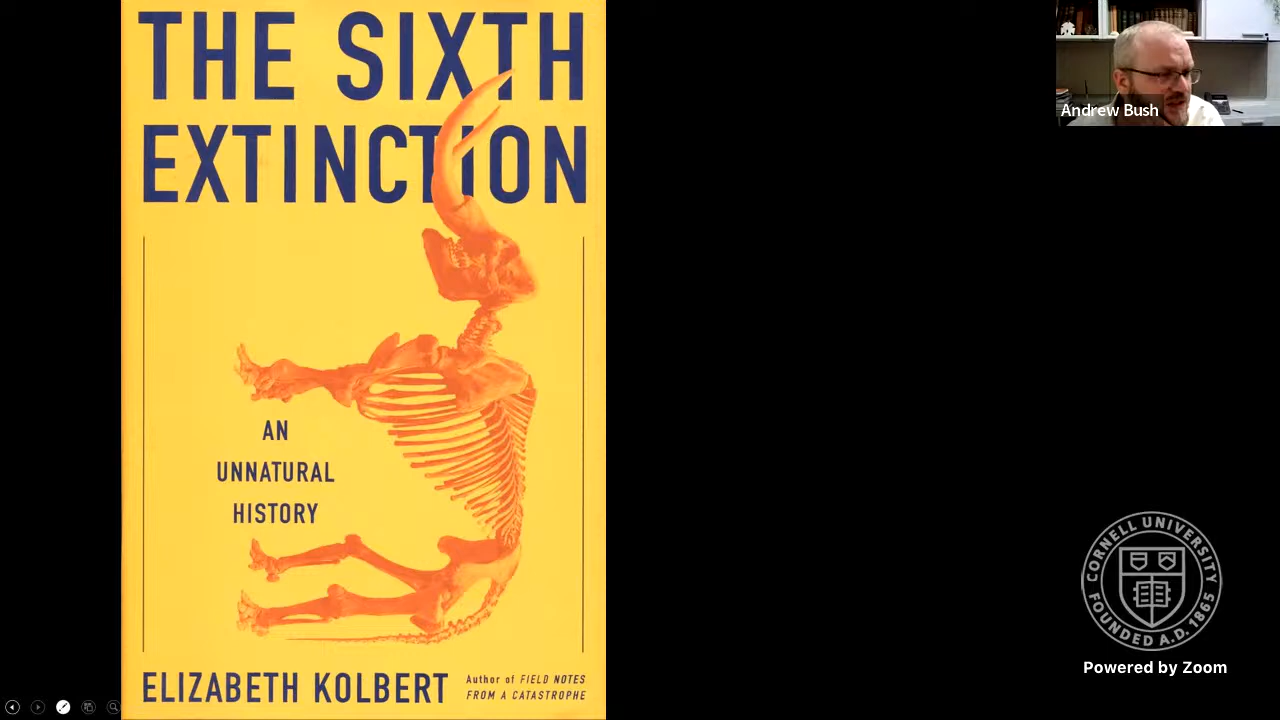 THE SIXTH
EXTINCTION
AN
UNNATURAL
HISTORY
ELIZABETH KOLBERT
Author of FIELD NOTES
FROM A CATASTROPHE
Andrew Bush
CORNELL UNIVERSITY
FOUNDED A.D. 1865
Powered by Zoom